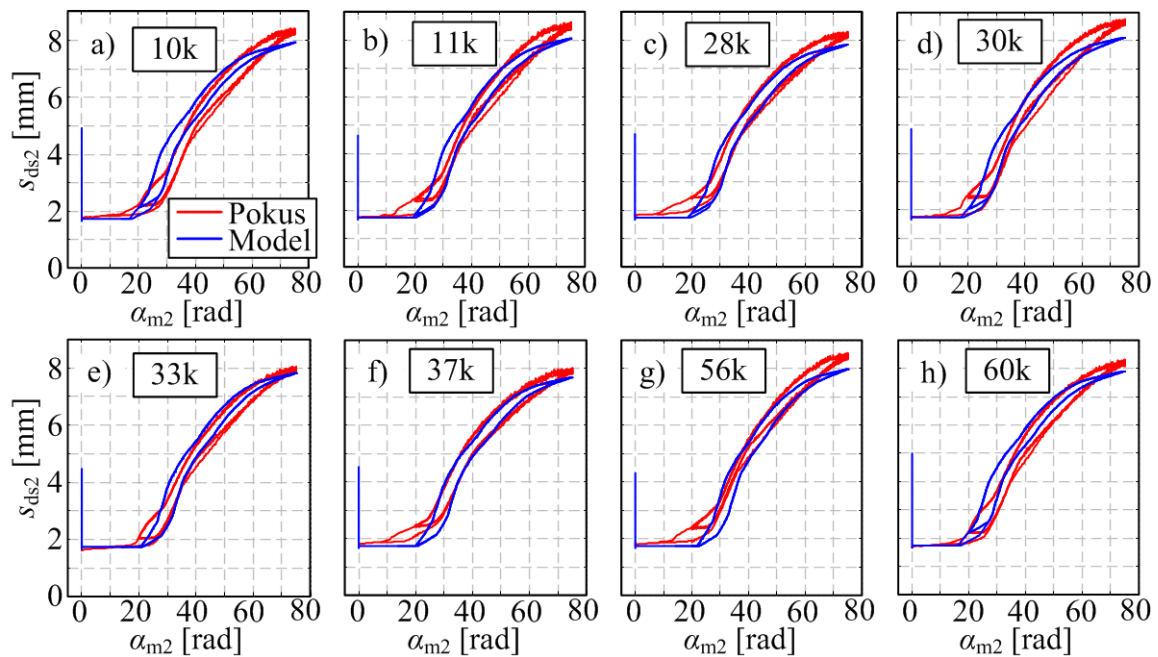 a) 10k
b) 11k
c) 28k
d) 30k
8
6
4
2
0
s_ds2 [mm]
Pokus
Model
0 20 40 60 80
0 20 40 60 80
0 20 40 60 80
0 20 40 60 80
α_m2 [rad]
α_m2 [rad]
α_m2 [rad]
α_m2 [rad]
e) 33k
f) 37k
g) 56k
h) 60k
8
6
4
2
0
s_ds2 [mm]
0 20 40 60 80
0 20 40 60 80
0 20 40 60 80
0 20 40 60 80
α_m2 [rad]
α_m2 [rad]
α_m2 [rad]
α_m2 [rad]